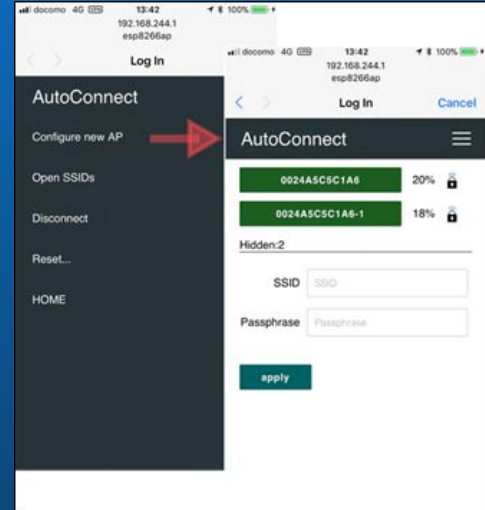 docomo 4G VPN 13:42 100%
192.168.244.1
esp8266ap
Log In
AutoConnect
Configure new AP
Open SSIDs
Disconnect
Reset...
HOME
docomo 4G VPN 13:42 100%
192.168.244.1
esp8266ap
Log In Cancel
AutoConnect
0024A5C5C1A6 20%
0024A5C5C1A6-1 18%
Hidden:2
SSID SSID
Passphrase Passphrase
apply